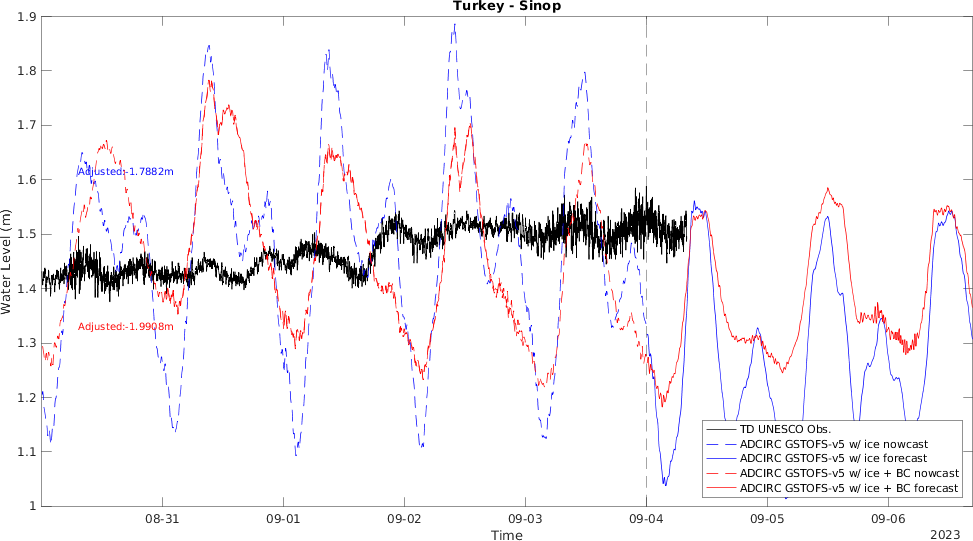 Turkey - Sinop
1.9
1.8
1.7
1.6
1.5
1.4
1.3
1.2
1.1
1
Water Level (m)
Adjusted:-1.7882m
Adjusted:-1.9908m
TD UNESCO Obs.
ADCIRC GSTOFS-v5 w/ ice nowcast
ADCIRC GSTOFS-v5 w/ ice forecast
ADCIRC GSTOFS-v5 w/ ice + BC nowcast
ADCIRC GSTOFS-v5 w/ ice + BC forecast
08-31 09-01 09-02 09-03 09-04 09-05 09-06
Time
2023